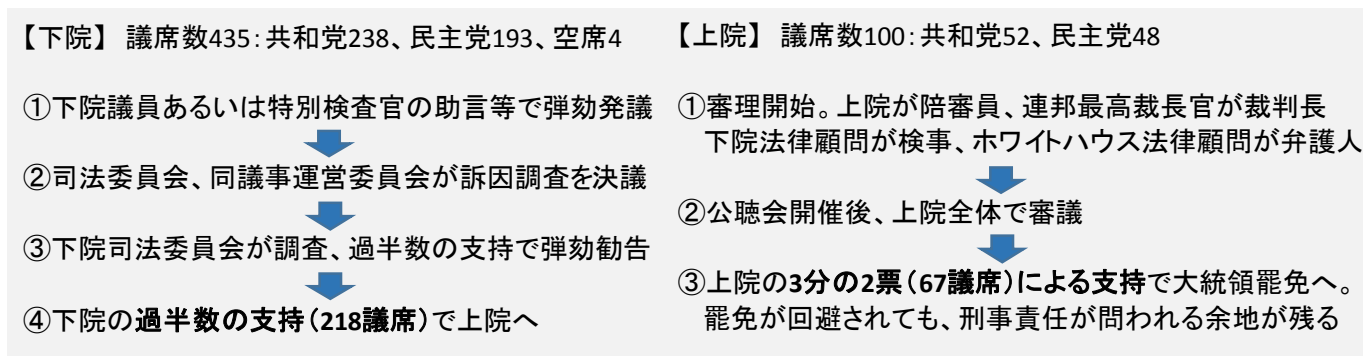 【下院】 議席数435：共和党238、民主党193、空席4
①下院議員あるいは特別検査官の助言等で弾劾発議
②司法委員会、同議事運営委員会が訴因調査を決議
③下院司法委員会が調査、過半数の支持で弾劾勧告
④下院の過半数の支持（218議席）で上院へ
【上院】 議席数100：共和党52、民主党48
①審理開始。上院が陪審員、連邦最高裁長官が裁判長
下院法律顧問が検事、ホワイトハウス法律顧問が弁護人
②公聴会開催後、上院全体で審議
③上院の3分の2票（67議席）による支持で大統領罷免へ。
罷免が回避されても、刑事責任が問われる余地が残る